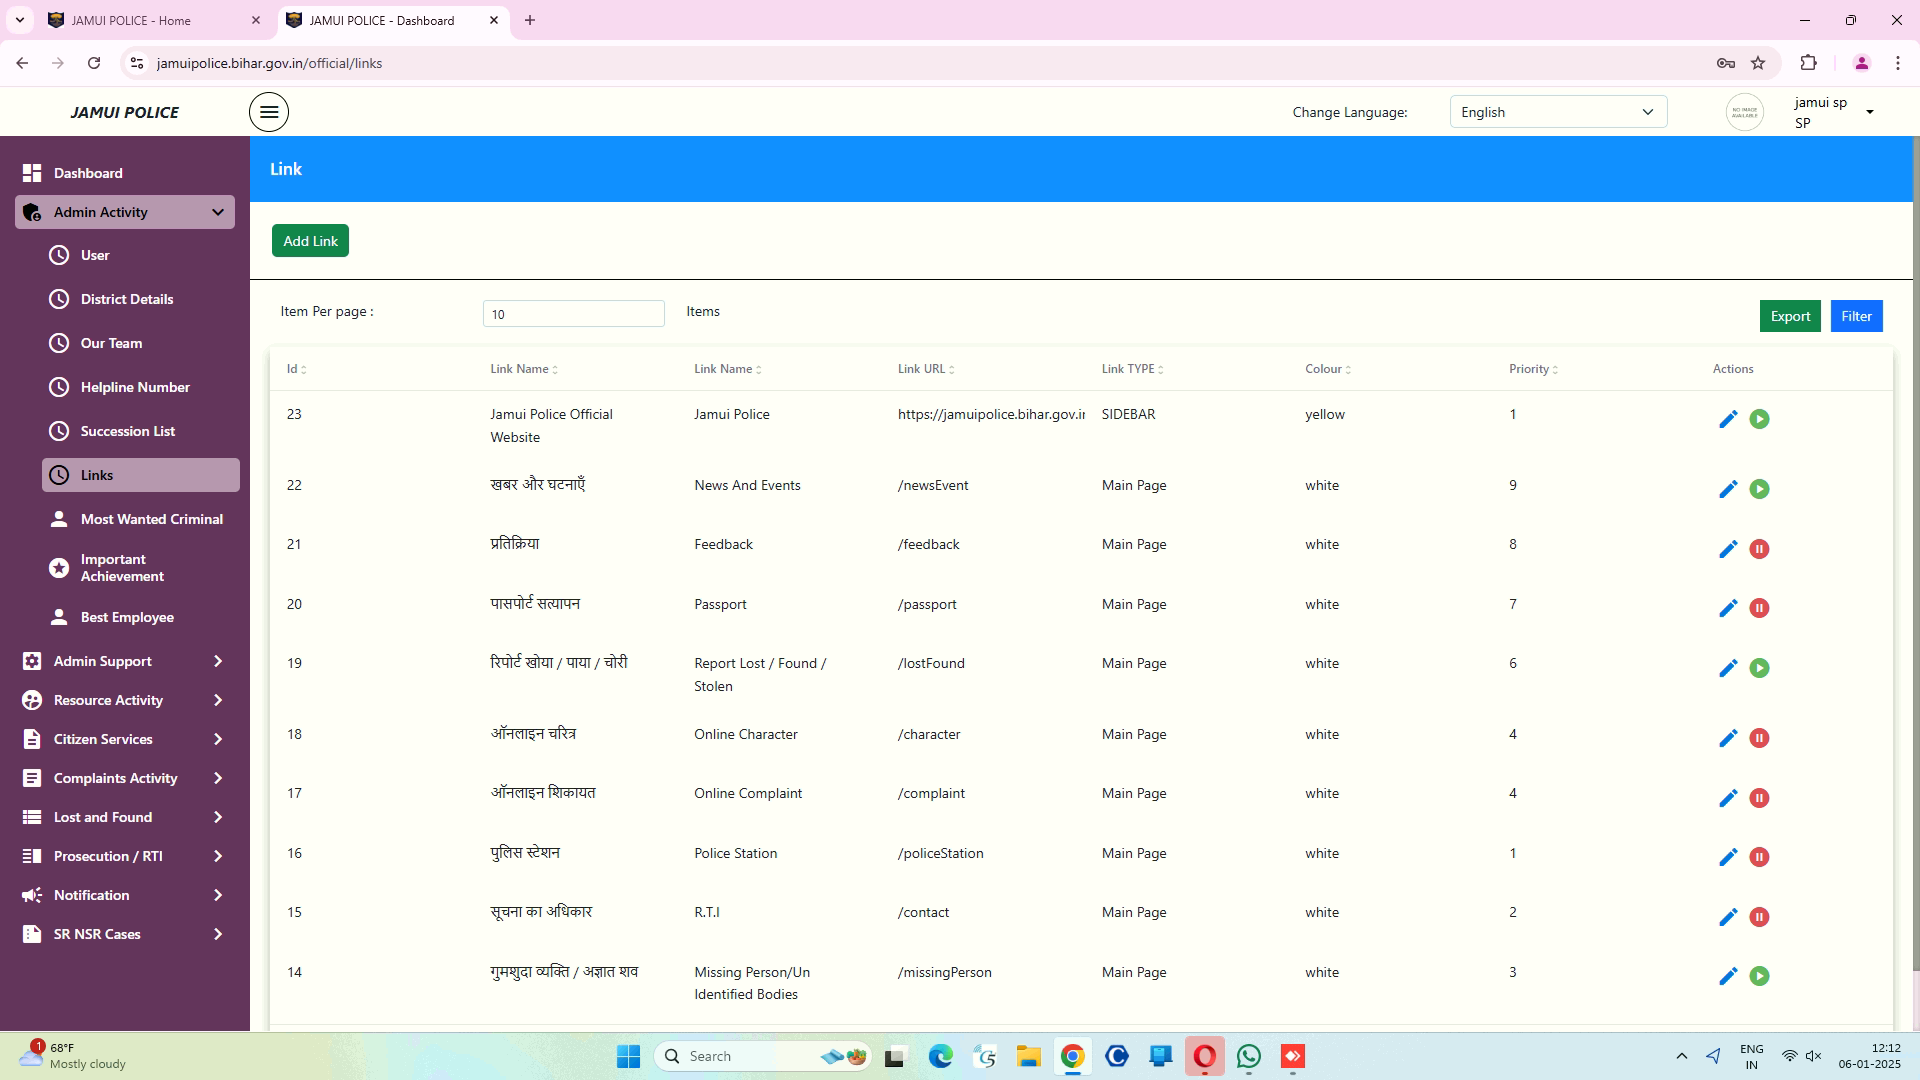 JAMUI POLICE - Home
JAMUI POLICE - Dashboard
jamuipolice.bihar.gov.in/official/links
JAMUI POLICE
Change Language:
English
NO IMAGE
AVAILABLE
jamui sp
SP
Dashboard
Admin Activity
User
District Details
Our Team
Helpline Number
Succession List
Links
Most Wanted Criminal
Important
Achievement
Best Employee
Admin Support
Resource Activity
Citizen Services
Complaints Activity
Lost and Found
Prosecution / RTI
Notification
SR NSR Cases
Link
Add Link
Item Per page :
10
Items
Export
Filter
Id Link Name Link Name Link URL Link TYPE Colour Priority Actions
23 Jamui Police Official Jamui Police https://jamuipolice.bihar.gov.in SIDEBAR yellow 1
Website
22 खबर और घटनाएँ News And Events /newsEvent Main Page white 9
21 प्रतिक्रिया Feedback /feedback Main Page white 8
20 पासपोर्ट सत्यापन Passport /passport Main Page white 7
19 रिपोर्ट खोया / पाया / चोरी Report Lost / Found / /lostFound Main Page white 6
Stolen
18 ऑनलाइन चरित्र Online Character /character Main Page white 4
17 ऑनलाइन शिकायत Online Complaint /complaint Main Page white 4
16 पुलिस स्टेशन Police Station /policeStation Main Page white 1
15 सूचना का अधिकार R.T.I /contact Main Page white 2
14 गुमशुदा व्यक्ति / अज्ञात शव Missing Person/Un /missingPerson Main Page white 3
Identified Bodies
1
68°F
Mostly cloudy
Search
ENG
IN
12:12
06-01-2025